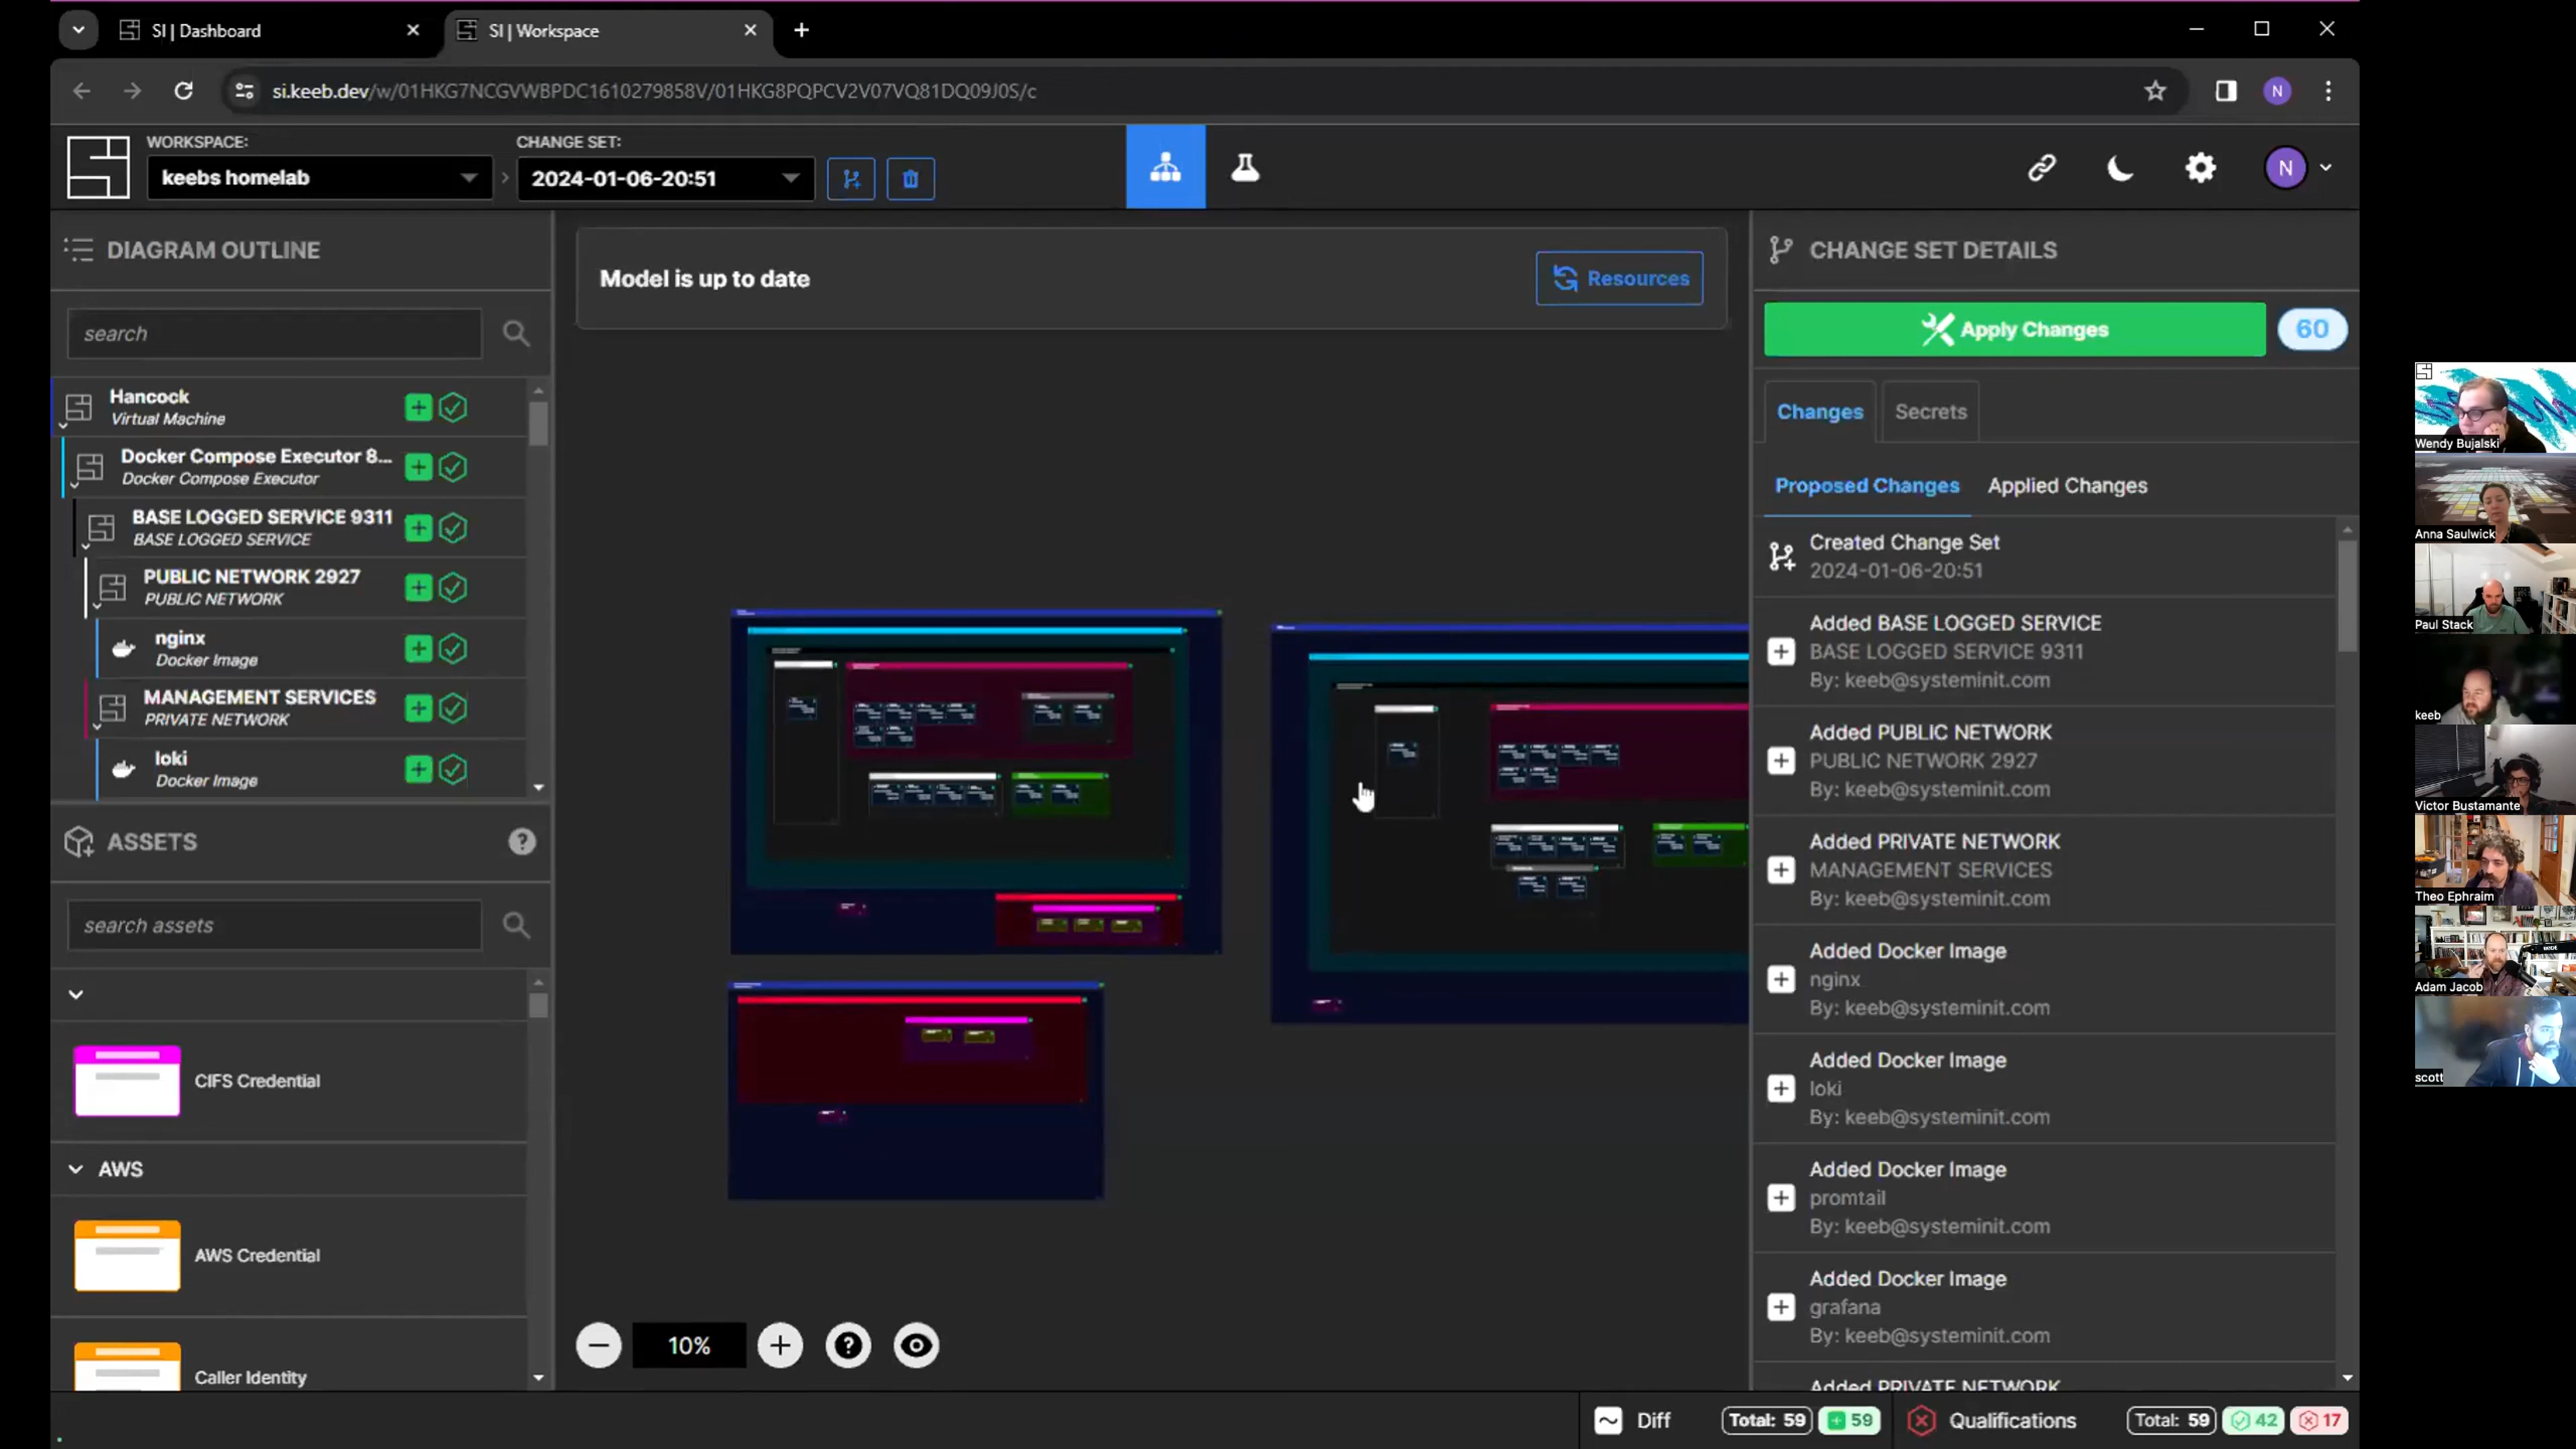 SI | Dashboard
SI | Workspace
si.keeb.dev/w/01HKG7NCGVWBPDC1610279858V/01HKG8PQPCV2V07VQ81DQ09J0S/c
N
WORKSPACE:
keebs homelab
CHANGE SET:
2024-01-06-20:51
N
DIAGRAM OUTLINE
search
Hancock
Virtual Machine
Docker Compose Executor 8...
Docker Compose Executor
BASE LOGGED SERVICE 9311
BASE LOGGED SERVICE
PUBLIC NETWORK 2927
PUBLIC NETWORK
nginx
Docker Image
MANAGEMENT SERVICES
PRIVATE NETWORK
loki
Docker Image
ASSETS
search assets
CIFS Credential
AWS
AWS Credential
Caller Identity
Model is up to date
Resources
10%
CHANGE SET DETAILS
Apply Changes
60
Changes
Secrets
Proposed Changes
Applied Changes
Created Change Set
2024-01-06-20:51
Added BASE LOGGED SERVICE
BASE LOGGED SERVICE 9311
By: keeb@systeminit.com
Added PUBLIC NETWORK
PUBLIC NETWORK 2927
By: keeb@systeminit.com
Added PRIVATE NETWORK
MANAGEMENT SERVICES
By: keeb@systeminit.com
Added Docker Image
nginx
By: keeb@systeminit.com
Added Docker Image
loki
By: keeb@systeminit.com
Added Docker Image
promtail
By: keeb@systeminit.com
Added Docker Image
grafana
By: keeb@systeminit.com
Added PRIVATE NETWORK
Diff
Total: 59
59
Qualifications
Total: 59
42
17
Wendy Bujalski
Anna Saulwick
Paul Stack
keeb
Victor Bustamante
Theo Ephraim
Adam Jacob
scott